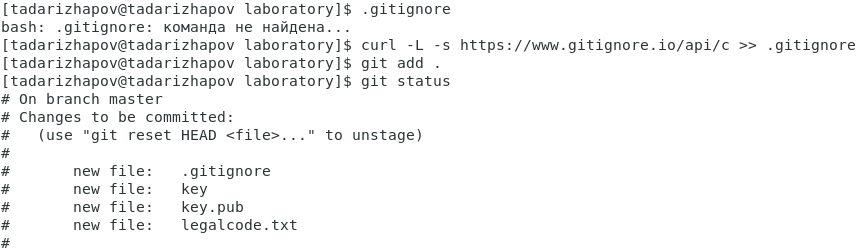 [tadarizhapov@tadarizhapov laboratory]$ .gitignore
bash: .gitignore: команда не найдена...
[tadarizhapov@tadarizhapov laboratory]$ curl -L -s https://www.gitignore.io/api/c >> .gitignore
[tadarizhapov@tadarizhapov laboratory]$ git add .
[tadarizhapov@tadarizhapov laboratory]$ git status
# On branch master
# Changes to be committed:
#   (use "git reset HEAD <file>..." to unstage)
#
#       new file:   .gitignore
#       new file:   key
#       new file:   key.pub
#       new file:   legalcode.txt
#